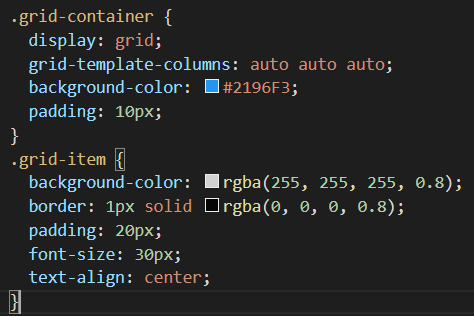 .grid-container {
  display: grid;
  grid-template-columns: auto auto auto;
  background-color: #2196F3;
  padding: 10px;
}
.grid-item {
  background-color: rgba(255, 255, 255, 0.8);
  border: 1px solid rgba(0, 0, 0, 0.8);
  padding: 20px;
  font-size: 30px;
  text-align: center;
}